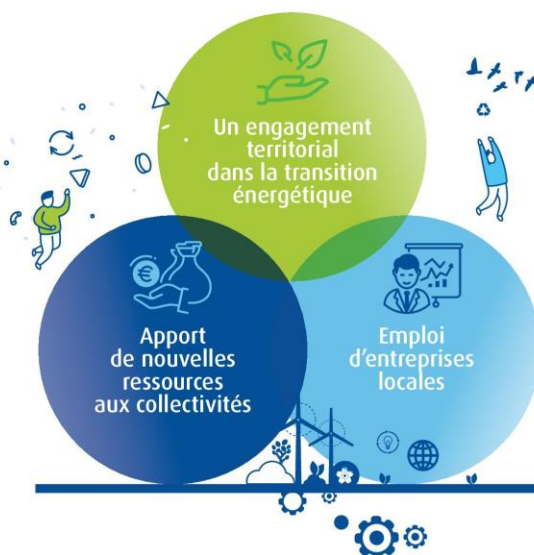 Un engagement
territorial
dans la transition
énergétique
Apport
de nouvelles
ressources
aux collectivités
Emploi
d'entreprises
locales